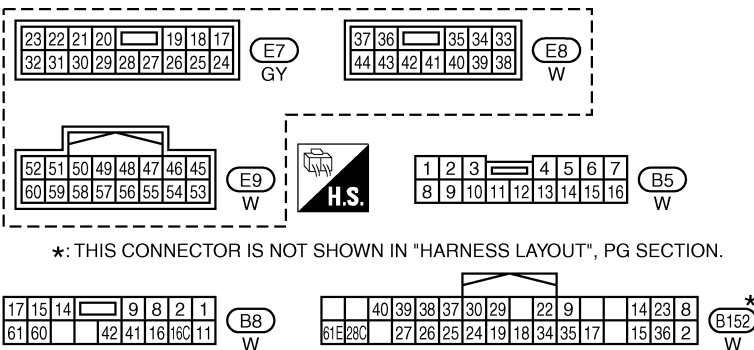 23 22 21 20 19 18 17
32 31 30 29 28 27 26 25 24
E7
GY
37 36 35 34 33
44 43 42 41 40 39 38
E8
W
52 51 50 49 48 47 46 45
60 59 58 57 56 55 54 53
E9
W
H.S.
1 2 3 4 5 6 7
8 9 10 11 12 13 14 15 16
B5
W
*: THIS CONNECTOR IS NOT SHOWN IN "HARNESS LAYOUT", PG SECTION.
17 15 14 9 8 2 1
61 60 42 41 16 16C 11
B8
W
40 39 38 37 30 29 22 9 14 23 8
61E 28C 27 26 25 24 19 18 34 35 17 15 36 2
*
B152
W